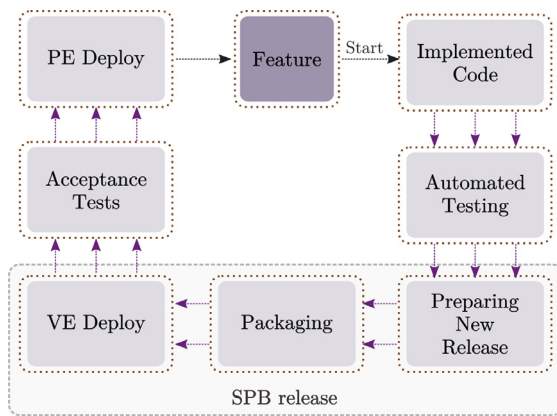 PE Deploy
Feature
Start
Implemented
Code
Acceptance
Tests
Automated
Testing
VE Deploy
Packaging
Preparing
New
Release
SPB release